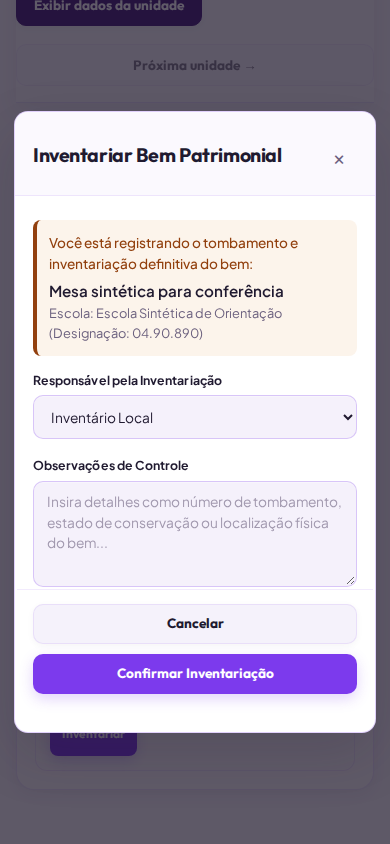 Exibir dados da unidade
Próxima unidade →
Inventariar Bem Patrimonial
×
Você está registrando o tombamento e
inventariação definitiva do bem:
Mesa sintética para conferência
Escola: Escola Sintética de Orientação
(Designação: 04.90.890)
Responsável pela Inventariação
Inventário Local
Observações de Controle
Insira detalhes como número de tombamento,
estado de conservação ou localização física
do bem...
Cancelar
Confirmar Inventariação
Inventariar